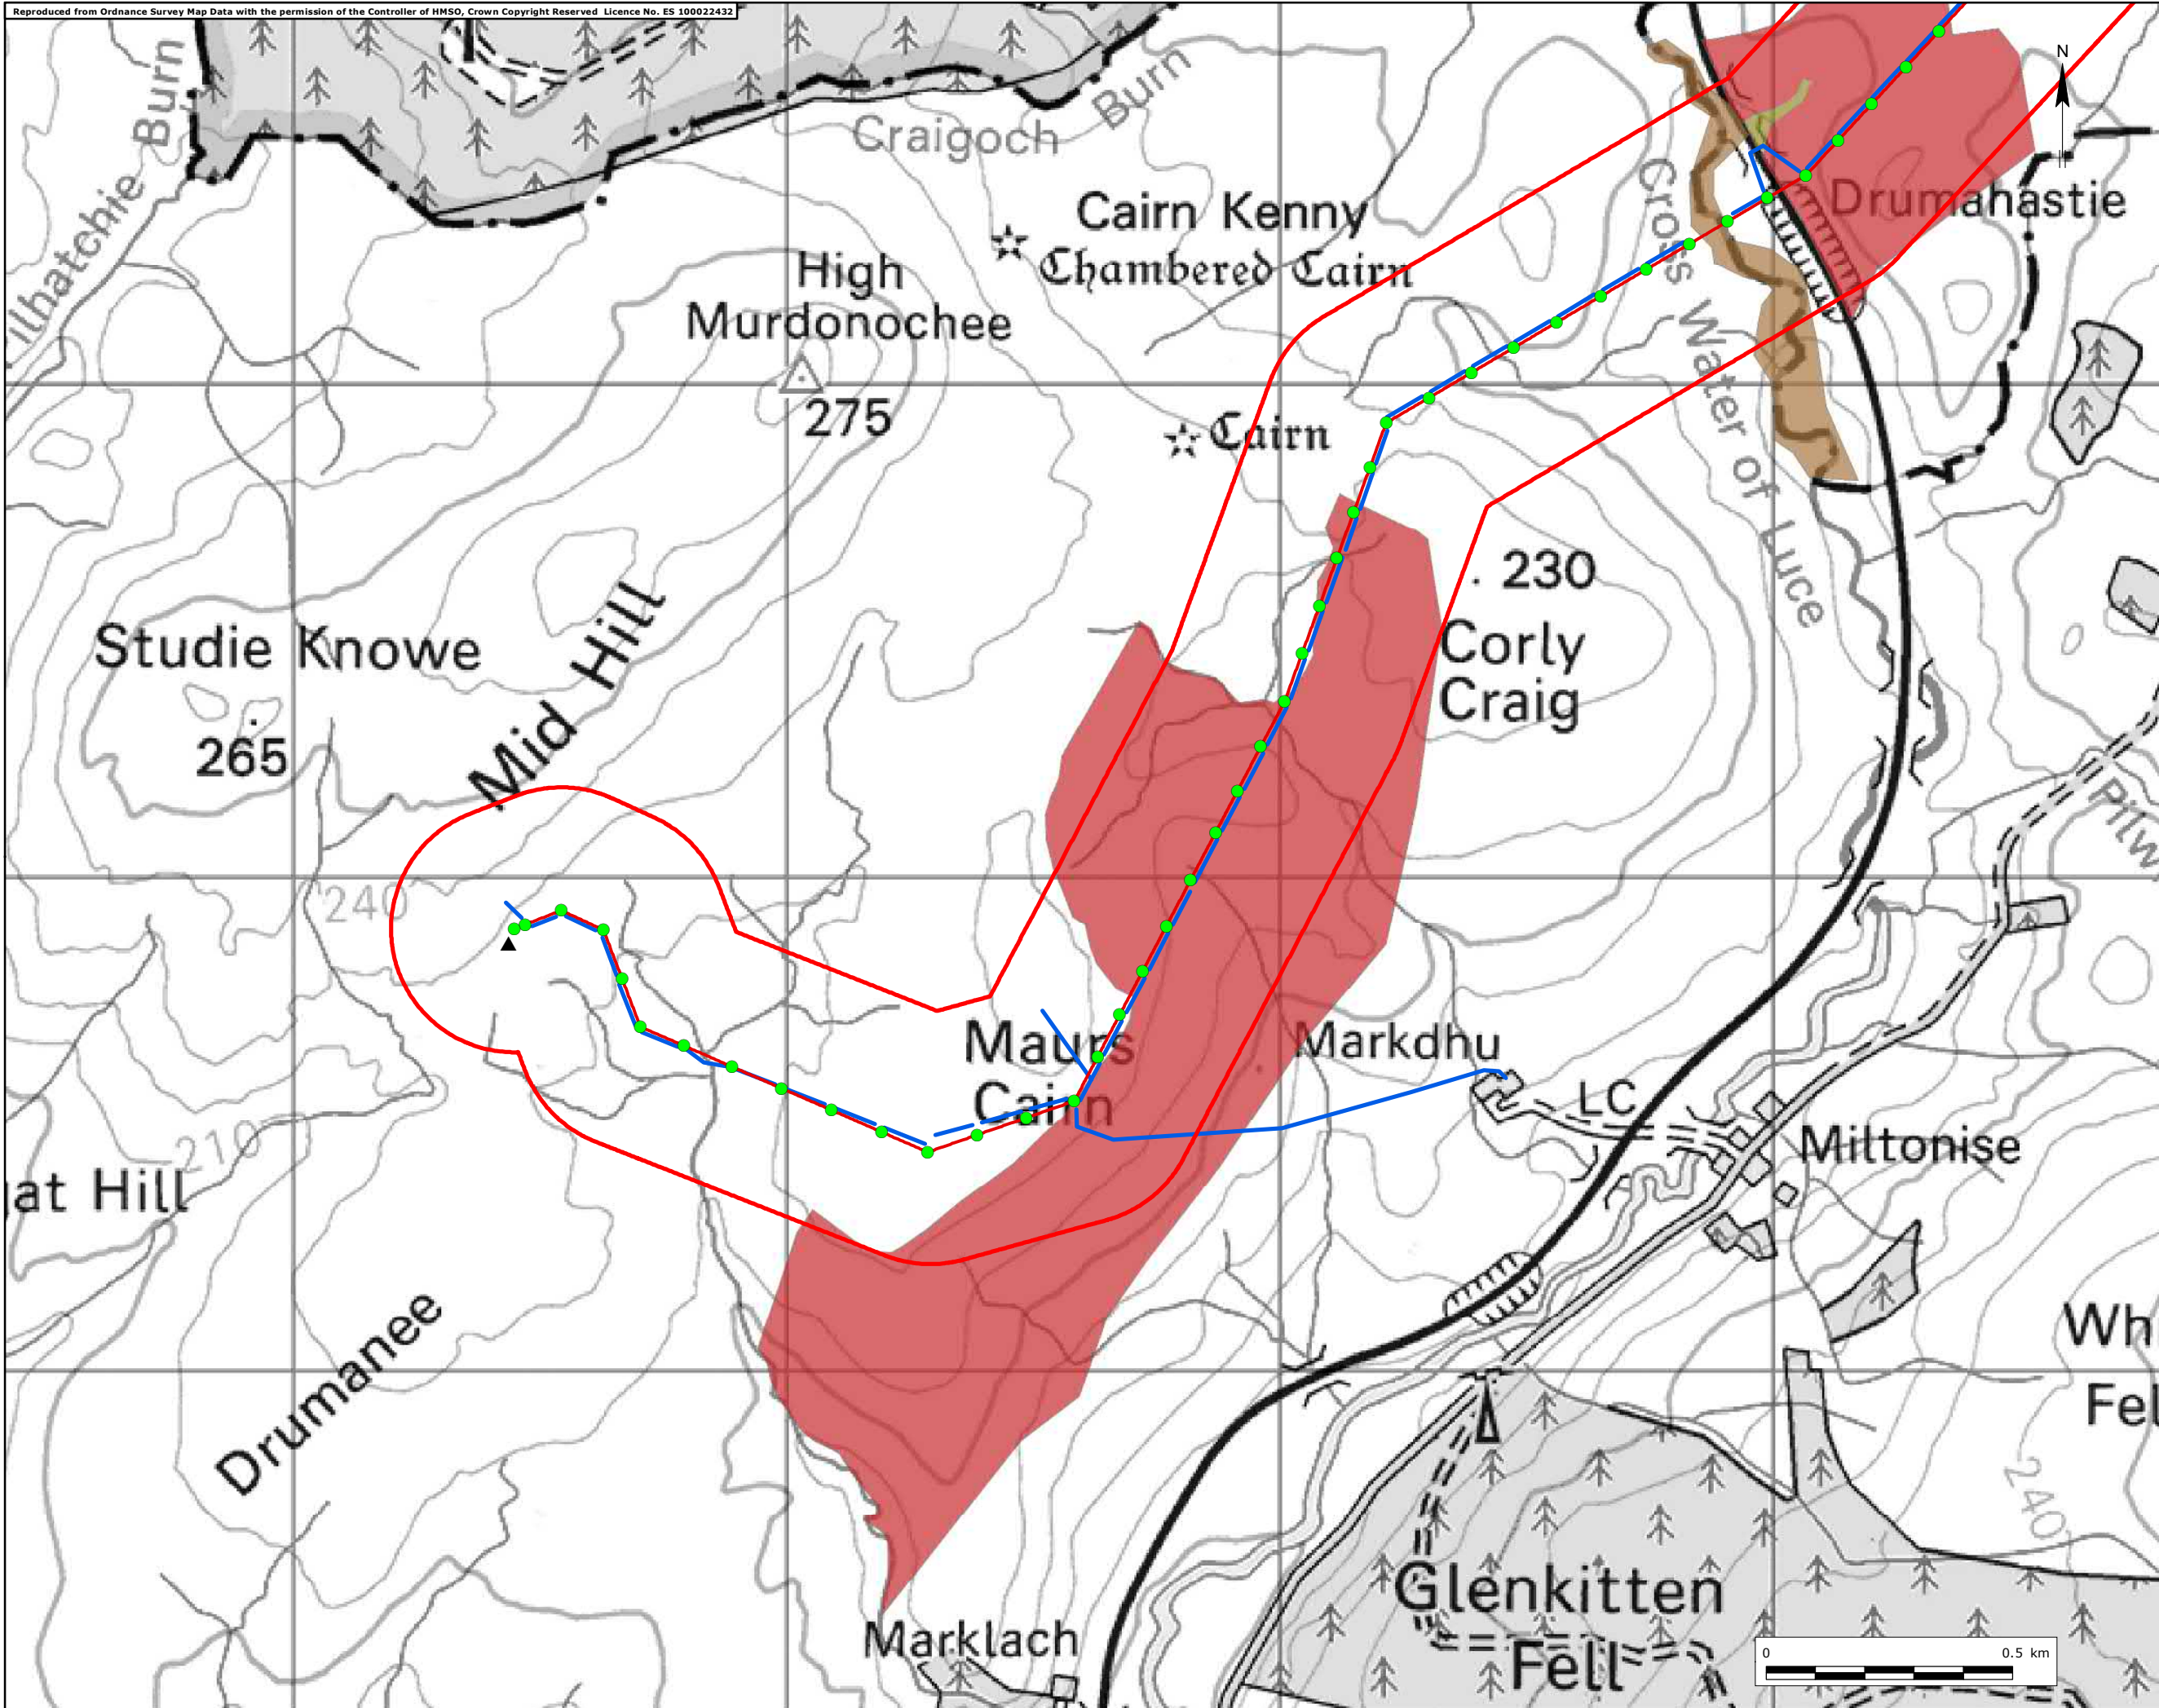 Reproduced from Ordnance Survey Map Data with the permission of the Controller of HMSO, Crown Copyright Reserved Licence No. ES 100022432
N
Burn
Craigoch
Burn
Cairn Kenny
Chambered Cairn
Drumahastie
High
Murdonochee
275
Cairn
Cross Water of Luce
230
Corly
Craig
Studie Knowe
265
Mid Hill
240
210
Maurs
Cairn
Markdhu
LC
Miltonise
Hill
Drumanee
Marklach
Glenkitten
Fell
240
0 0.5 km